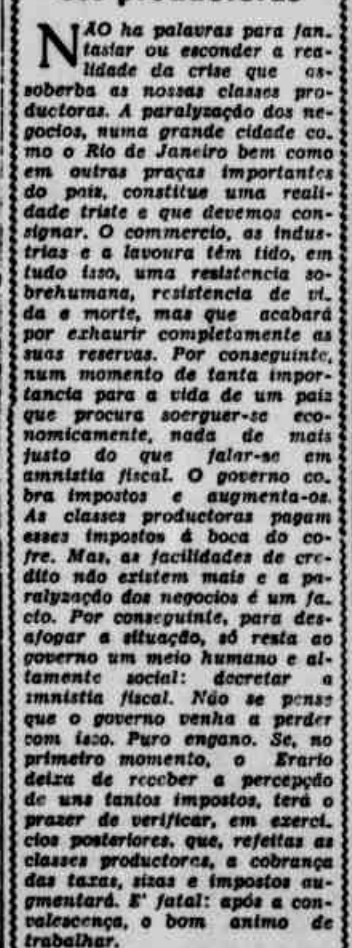 NÃO ha palavras para fan-
tasiar ou esconder a rea-
lidade da crise que as-
soberba as nossas classes pro-
ductoras. A paralyzação dos ne-
gocios, numa grande cidade co-
mo o Rio de Janeiro bem como
em outras praças importantes
do pais, constitue uma reali-
dade triste e que devemos con-
signar. O commercio, as indus-
trias e a lavoura têm tido, em
tudo isso, uma resistencia so-
brehumana, resistencia de vi-
da e morte, mas que acabará
por exhaurir completamente as
suas reservas. Por conseguinte,
num momento de tanta impor-
tancia para a vida de um paiz
que procura soerguer-se eco-
nomicamente, nada de mais
justo do que falar-se em
amnistia fiscal. O governo co-
bra impostos e augmenta-os.
As classes productoras pagam
esses impostos á boca do co-
fre. Mas, as facilidades de cre-
dito não existem mais e a pa-
ralyzação dos negocios é um fa-
cto. Por conseguinte, para des-
afogar a situação, só resta ao
governo um meio humano e al-
tamente social: decretar a
amnistia fiscal. Não se pense
que o governo venha a perder
com isso. Puro engano. Se, no
primeiro momento, o Erario
deixa de receber a percepção
de uns tantos impostos, terá o
prazer de verificar, em exerci-
cios posteriores, que, refeitas as
classes productores, a cobrança
das taxas, sizas e impostos au-
gmentará. E' fatal: após a con-
valescença, o bom animo de
trabalhar.